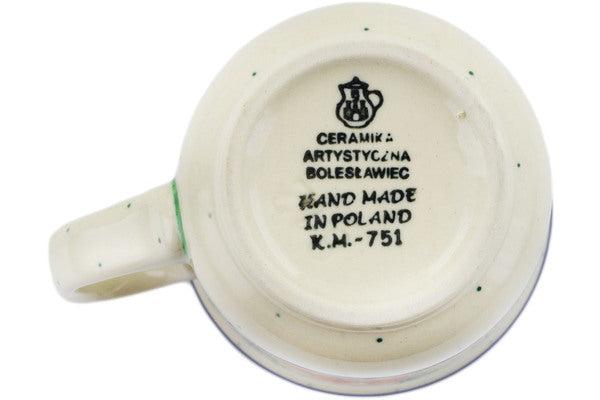 CERAMIKA
ARTYSTYCZNA
BOLESŁAWIEC
HAND MADE
IN POLAND
K.M.-751